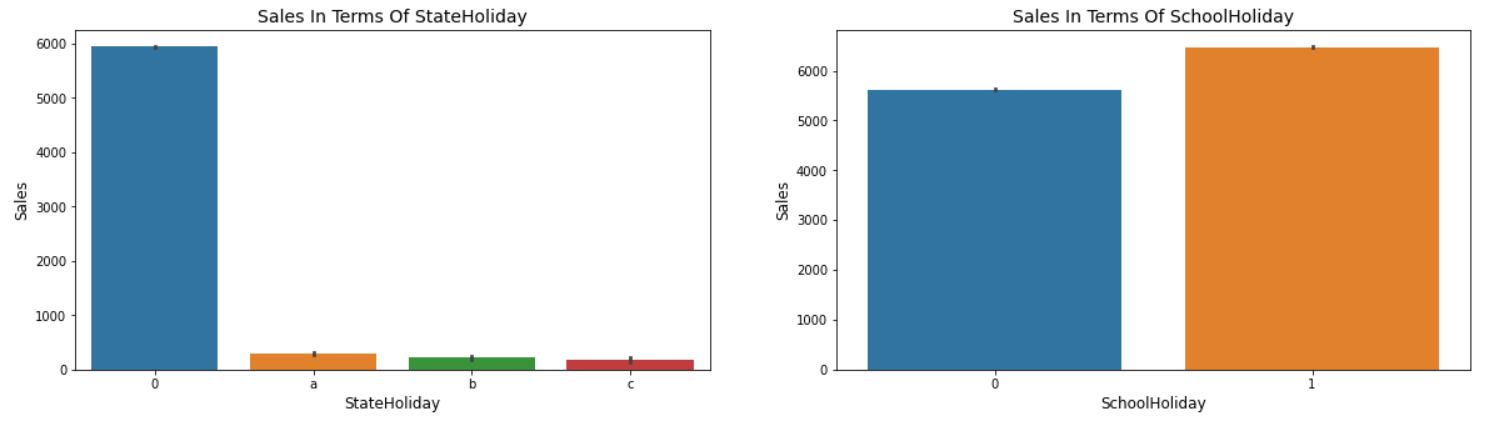 Sales In Terms Of StateHoliday
6000
5000
4000
3000
2000
1000
0
Sales
0 a b c
StateHoliday
Sales In Terms Of SchoolHoliday
6000
5000
4000
3000
2000
1000
0
Sales
0 1
SchoolHoliday